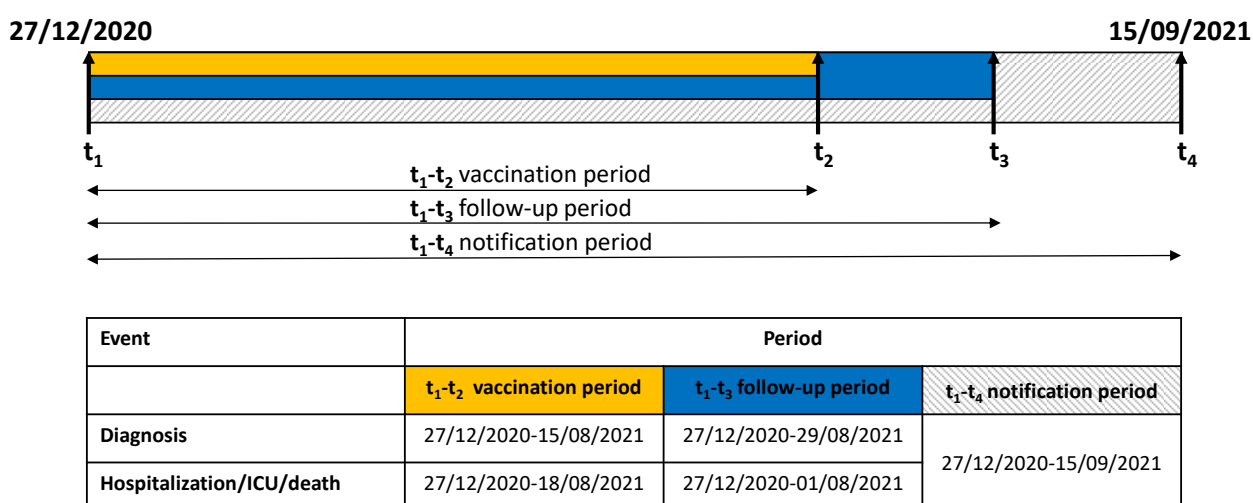 27/12/2020 15/09/2021
t₁ t₂ t₃ t₄
t₁-t₂ vaccination period
t₁-t₃ follow-up period
t₁-t₄ notification period
Event Period
t₁-t₂ vaccination period t₁-t₃ follow-up period t₁-t₄ notification period
Diagnosis 27/12/2020-15/08/2021 27/12/2020-29/08/2021
27/12/2020-15/09/2021
Hospitalization/ICU/death 27/12/2020-18/08/2021 27/12/2020-01/08/2021